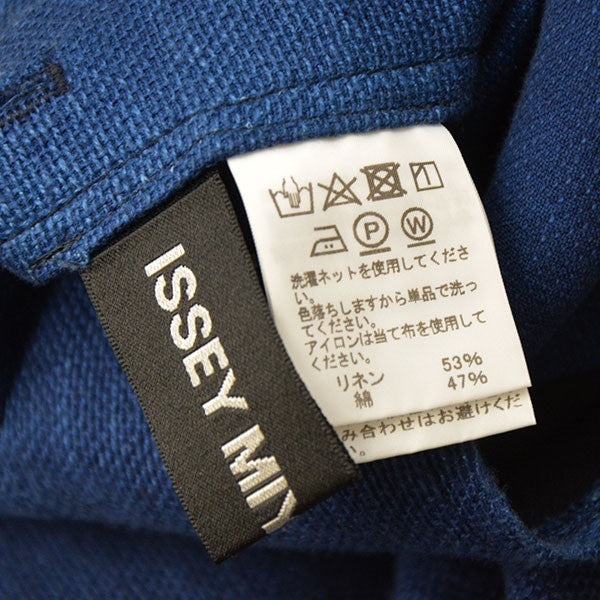 ISSEY MIY
P W
洗濯ネットを使用してくださ
い。
色落ちしますから単品で洗っ
てください。
アイロンは当て布を使用して
ください。
リネン 53%
綿 47%
み合わせはお避けくだ